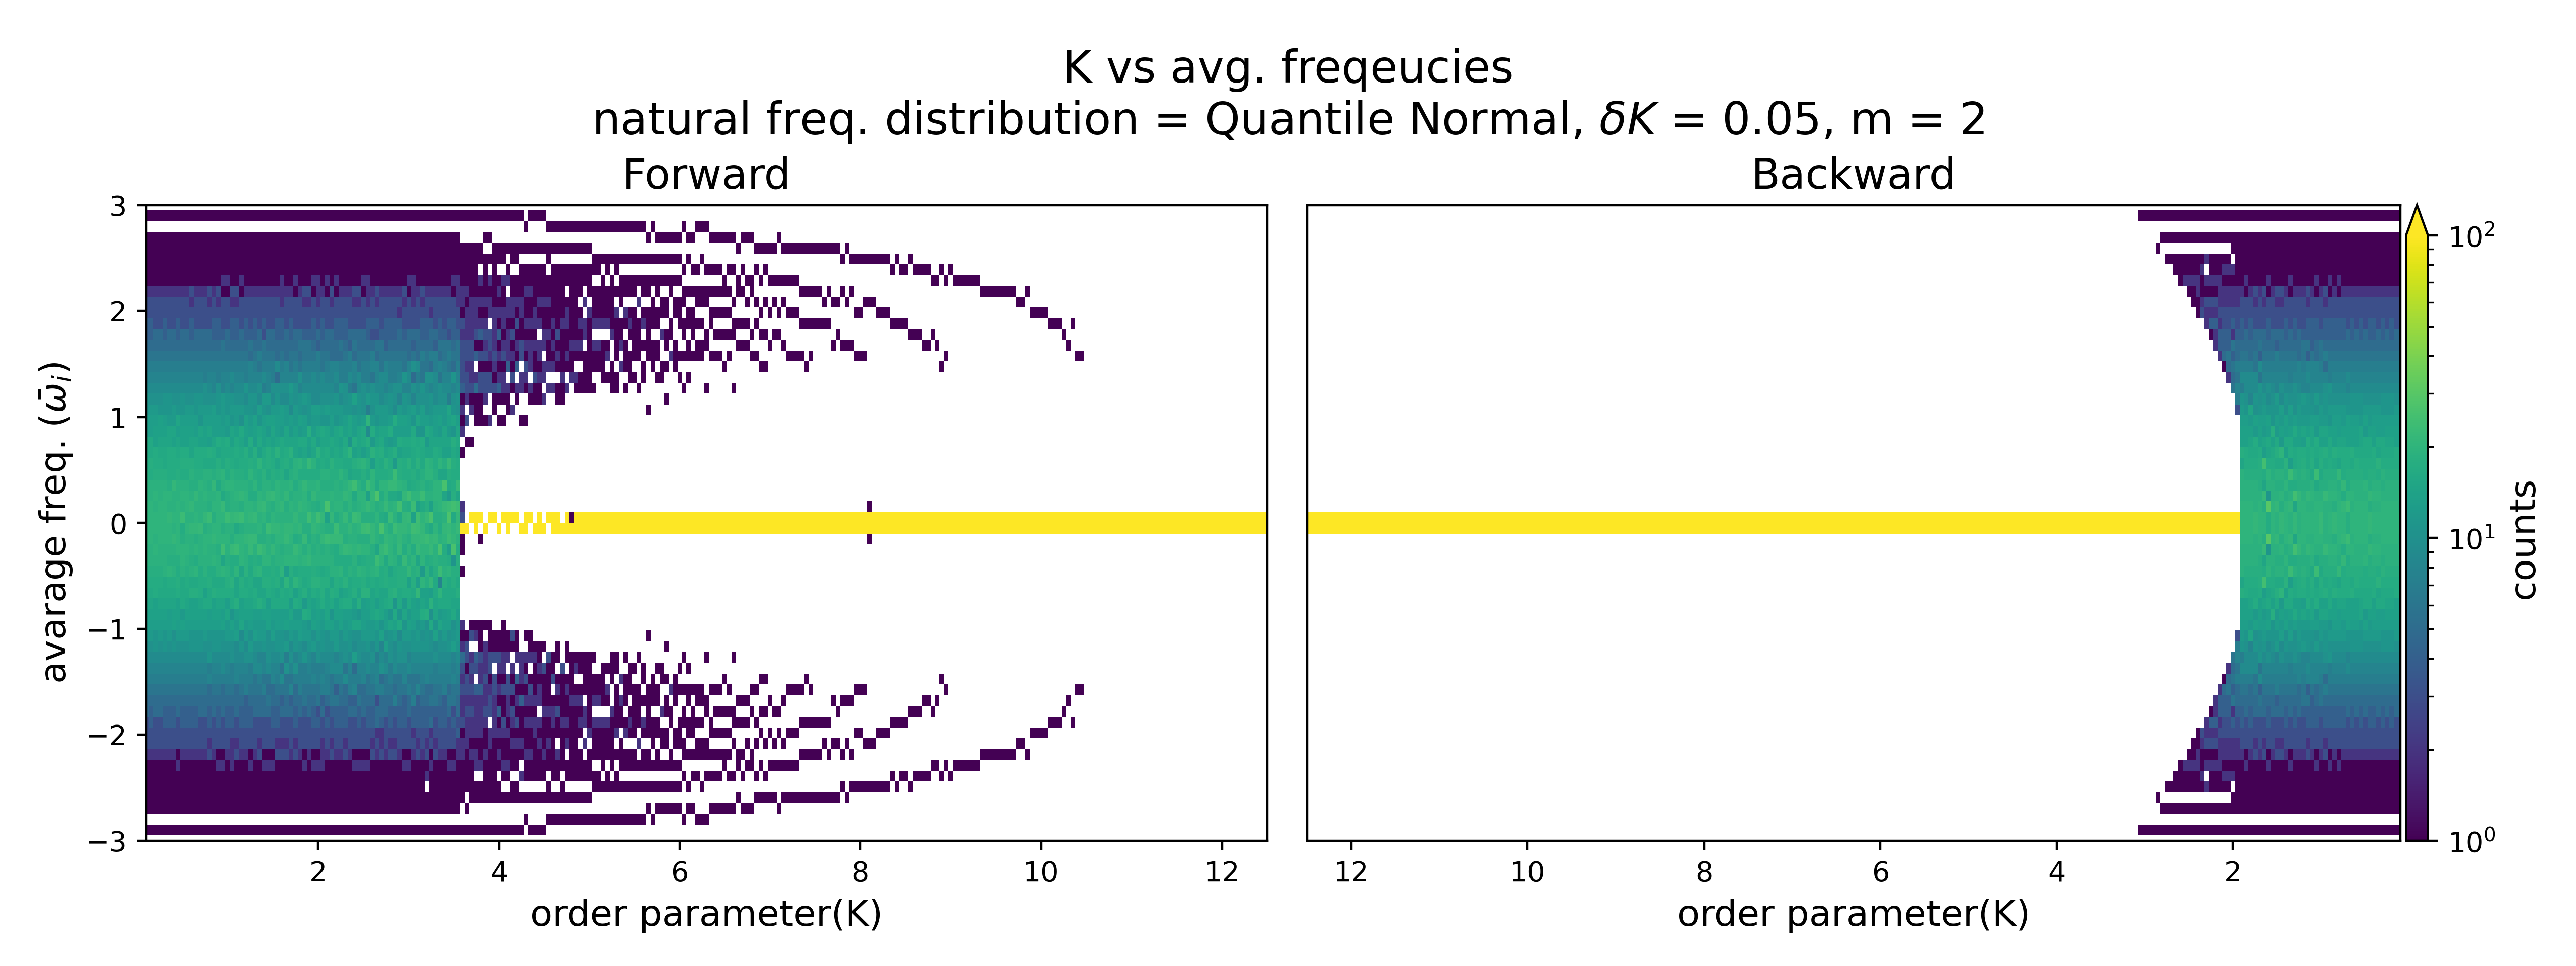 K vs avg. freqeucies
natural freq. distribution = Quantile Normal, δK = 0.05, m = 2
Forward
Backward
avarage freq. (ω̄ᵢ)
3
2
1
0
−1
−2
−3
2 4 6 8 10 12
12 10 8 6 4 2
order parameter(K)
order parameter(K)
10²
10¹
10⁰
counts